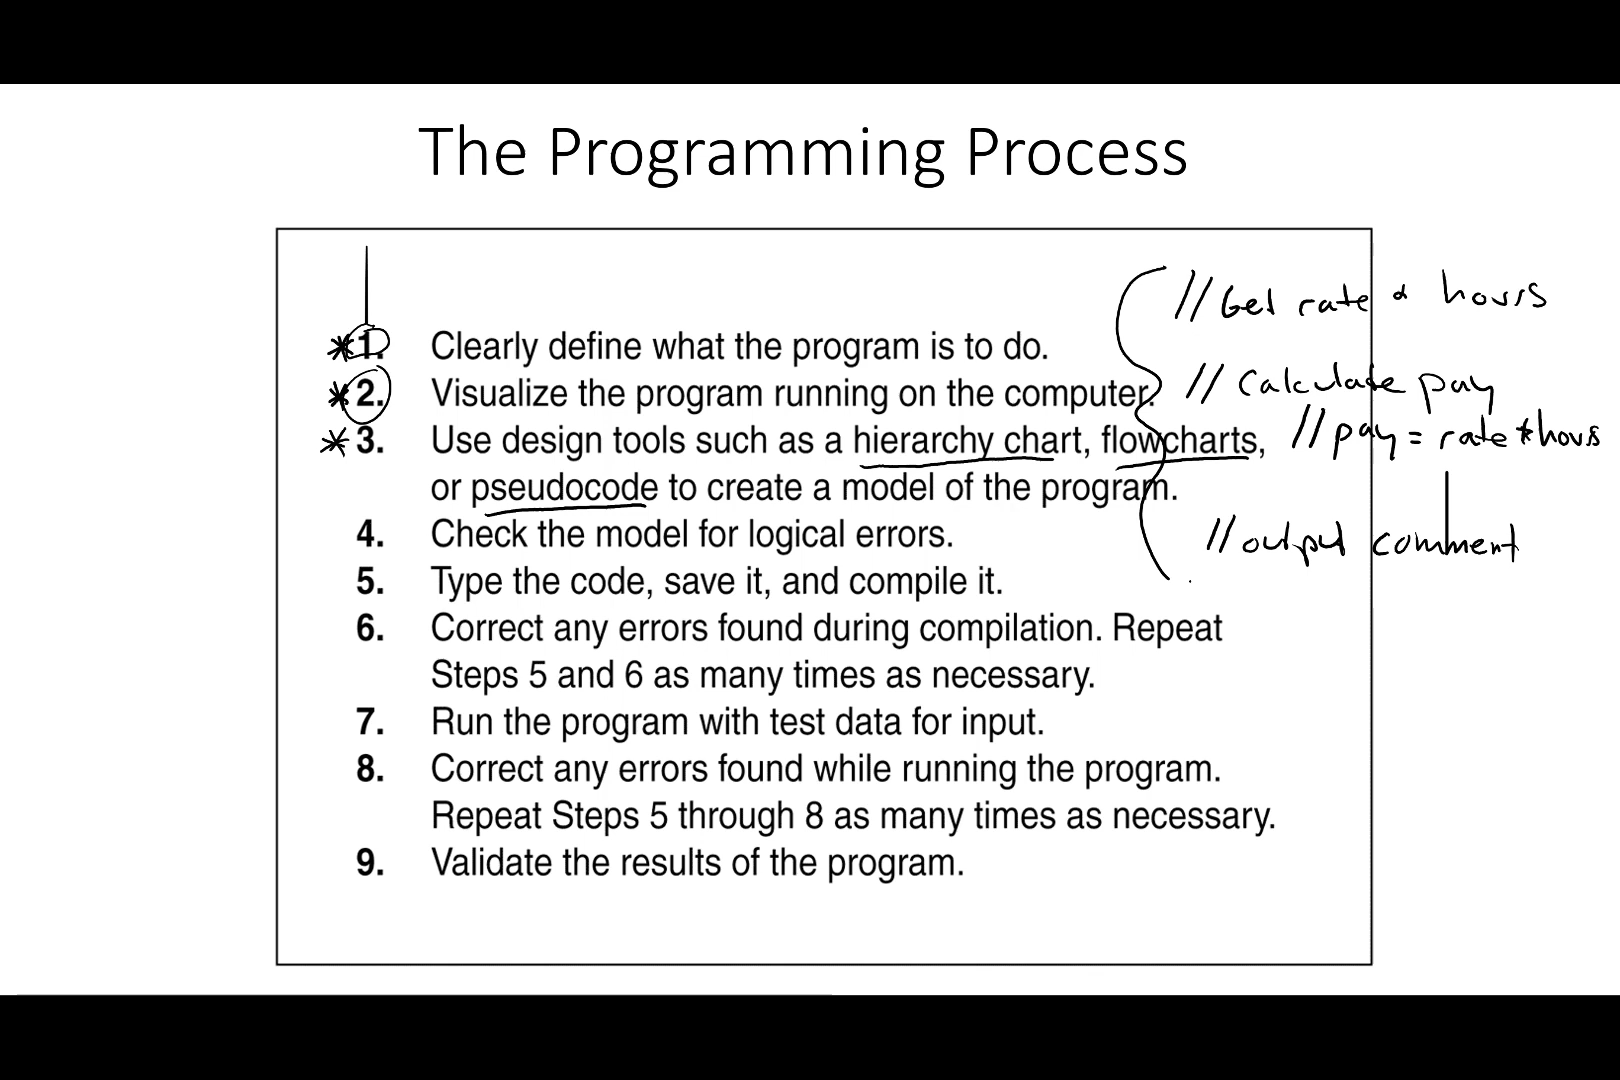 The Programming Process
//Get rate & hours
*1. Clearly define what the program is to do.
*2. Visualize the program running on the computer.
// Calculate pay
*3. Use design tools such as a hierarchy chart, flowcharts,
or pseudocode to create a model of the program.
//pay = rate * hours
4. Check the model for logical errors.
//output comment
5. Type the code, save it, and compile it.
6. Correct any errors found during compilation. Repeat
Steps 5 and 6 as many times as necessary.
7. Run the program with test data for input.
8. Correct any errors found while running the program.
Repeat Steps 5 through 8 as many times as necessary.
9. Validate the results of the program.